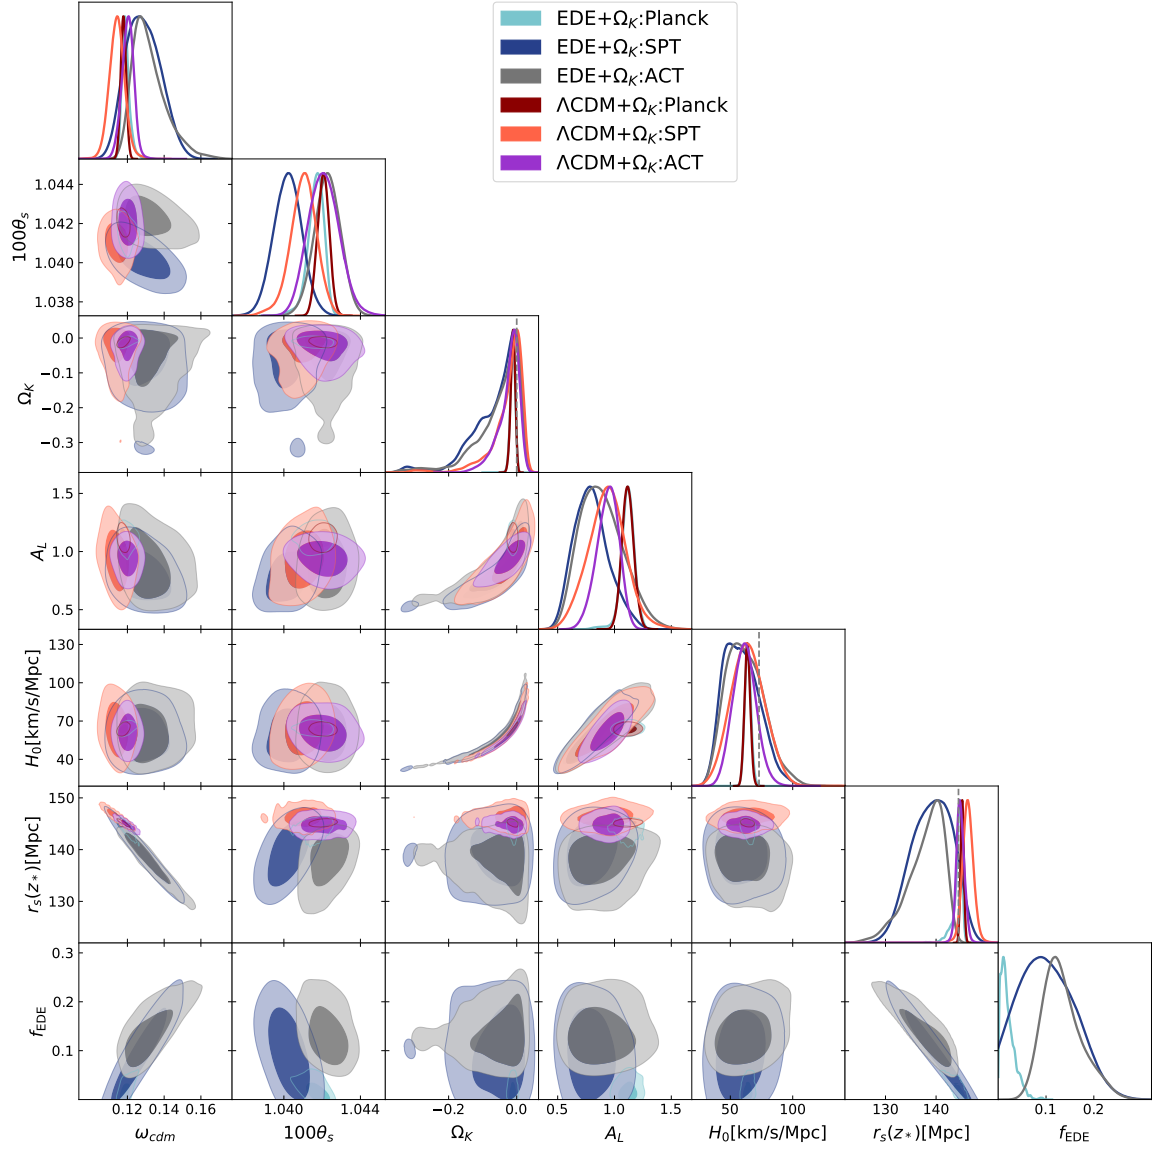 EDE+Ω_K:Planck
EDE+Ω_K:SPT
EDE+Ω_K:ACT
ΛCDM+Ω_K:Planck
ΛCDM+Ω_K:SPT
ΛCDM+Ω_K:ACT
100θ_s
1.044
1.042
1.040
1.038
Ω_K
0.0
−0.1
−0.2
−0.3
A_L
1.5
1.0
0.5
H_0[km/s/Mpc]
130
100
70
40
r_s(z_*)[Mpc]
150
140
130
f_EDE
0.3
0.2
0.1
0.12 0.14 0.16 1.040 1.044 −0.2 0.0 0.5 1.0 1.5 50 100 130 140 0.1 0.2
ω_cdm 100θ_s Ω_K A_L H_0[km/s/Mpc] r_s(z_*)[Mpc] f_EDE